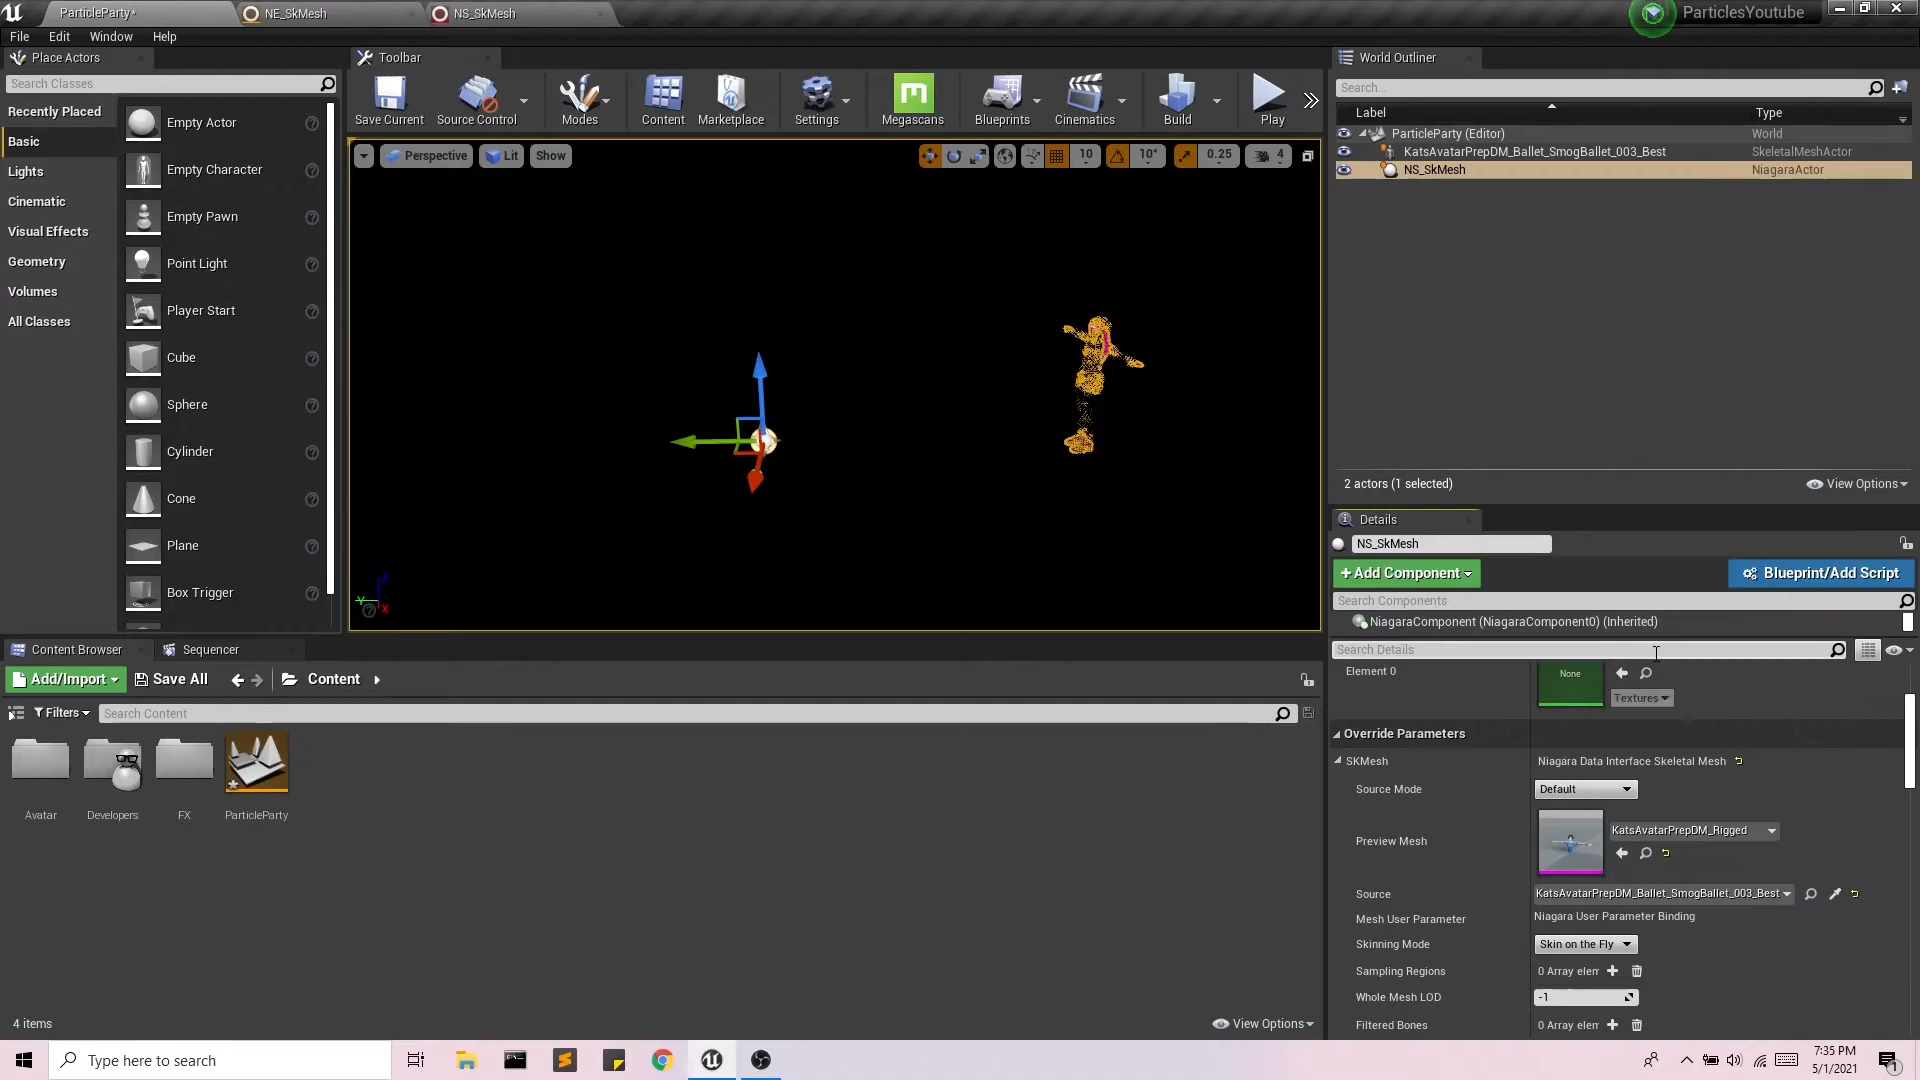 ParticleParty*
NE_SkMesh
NS_SkMesh
ParticlesYoutube
File Edit Window Help
Place Actors
Search Classes
Recently Placed
Basic
Lights
Cinematic
Visual Effects
Geometry
Volumes
All Classes
Empty Actor
Empty Character
Empty Pawn
Point Light
Player Start
Cube
Sphere
Cylinder
Cone
Plane
Box Trigger
Toolbar
Save Current
Source Control
Modes
Content
Marketplace
Settings
Megascans
Blueprints
Cinematics
Build
Play
Perspective
Lit
Show
10
10°
0.25
4
World Outliner
Search...
Label Type
ParticleParty (Editor) World
KatsAvatarPrepDM_Ballet_SmogBallet_003_Best SkeletalMeshActor
NS_SkMesh NiagaraActor
2 actors (1 selected)
View Options
Details
NS_SkMesh
+Add Component
Blueprint/Add Script
Search Components
NiagaraComponent (NiagaraComponent0) (Inherited)
Search Details
Element 0
None
Textures
Override Parameters
SKMesh Niagara Data Interface Skeletal Mesh
Source Mode Default
Preview Mesh KatsAvatarPrepDM_Rigged
Source KatsAvatarPrepDM_Ballet_SmogBallet_003_Best
Mesh User Parameter Niagara User Parameter Binding
Skinning Mode Skin on the Fly
Sampling Regions 0 Array elem
Whole Mesh LOD -1
Filtered Bones 0 Array elem
Content Browser
Sequencer
Add/Import
Save All
Content
Filters
Search Content
Avatar
Developers
FX
ParticleParty
4 items
View Options
Type here to search
7:35 PM
5/1/2021
1